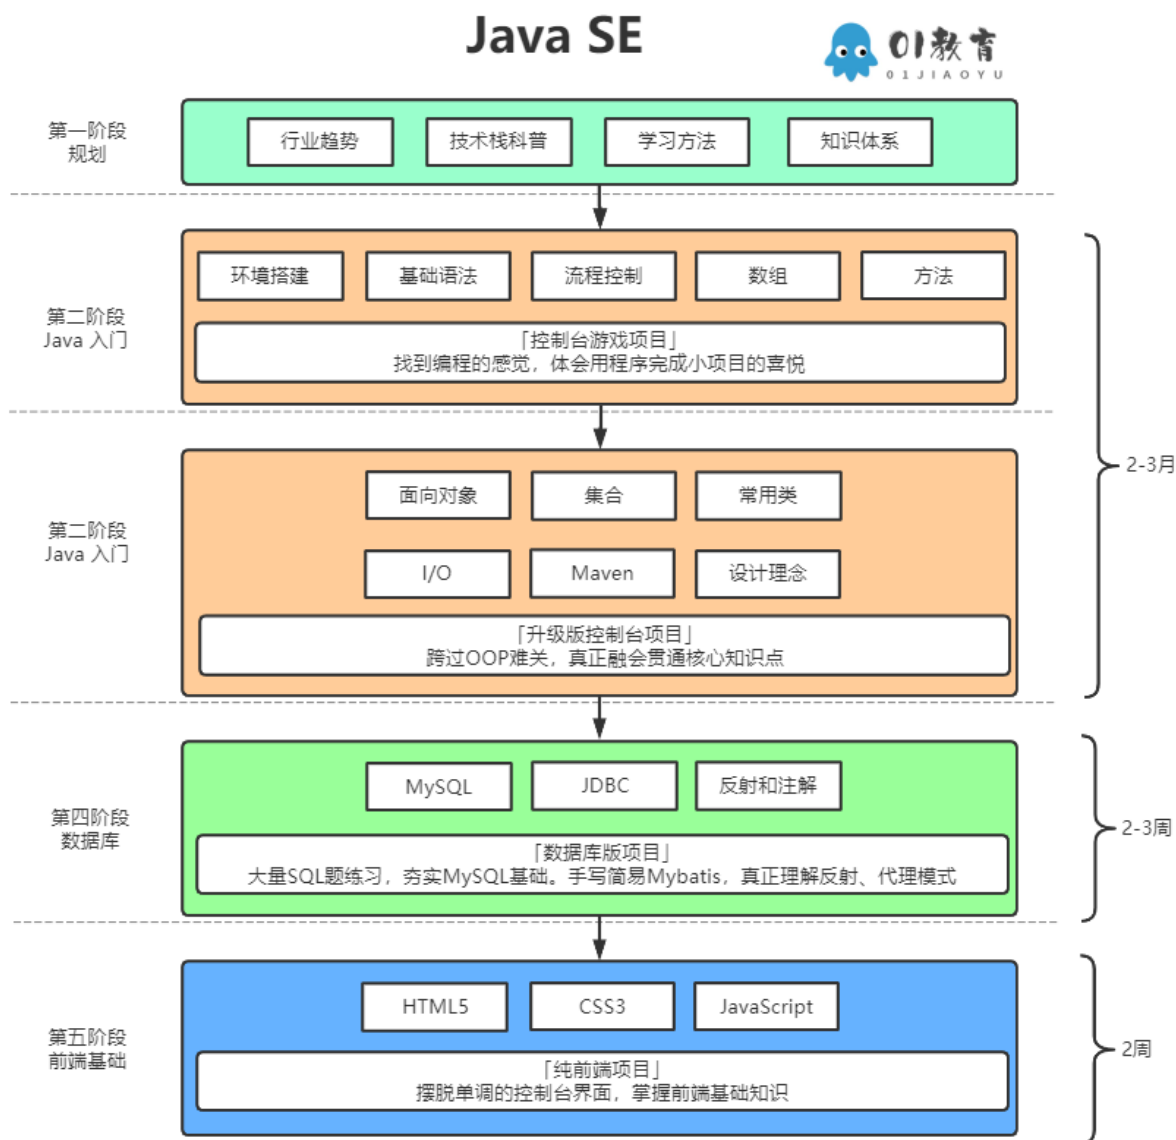 Java SE
01教育
01JIAOYU
第一阶段
规划
行业趋势
技术栈科普
学习方法
知识体系
第二阶段
Java 入门
环境搭建
基础语法
流程控制
数组
方法
「控制台游戏项目」
找到编程的感觉，体会用程序完成小项目的喜悦
2-3月
第二阶段
Java 入门
面向对象
集合
常用类
I/O
Maven
设计理念
「升级版控制台项目」
跨过OOP难关，真正融会贯通核心知识点
第四阶段
数据库
MySQL
JDBC
反射和注解
「数据库版项目」
大量SQL题练习，夯实MySQL基础。手写简易Mybatis，真正理解反射、代理模式
2-3周
第五阶段
前端基础
HTML5
CSS3
JavaScript
「纯前端项目」
摆脱单调的控制台界面，掌握前端基础知识
2周